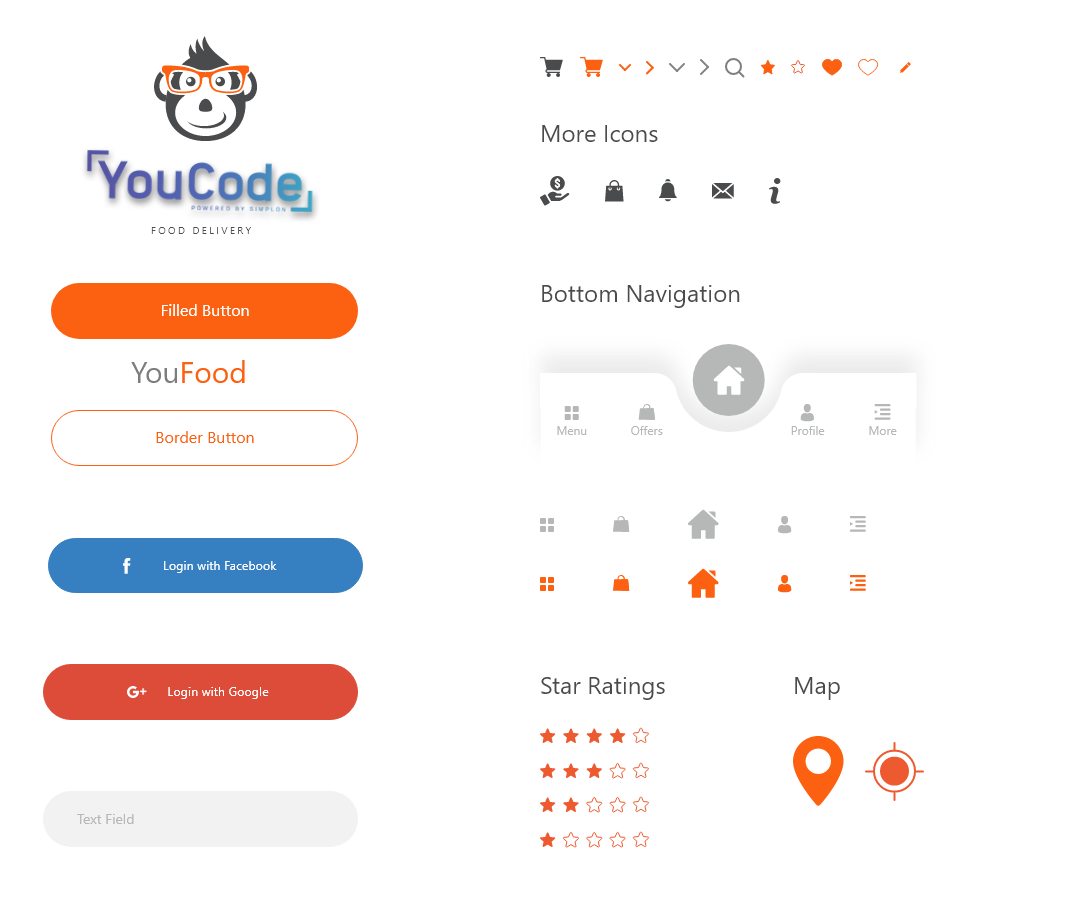 YouCode
POWERED BY SIMPLON
FOOD DELIVERY
Filled Button
YouFood
Border Button
f Login with Facebook
G+ Login with Google
Text Field
More Icons
$
Bottom Navigation
Menu Offers Profile More
Star Ratings
Map